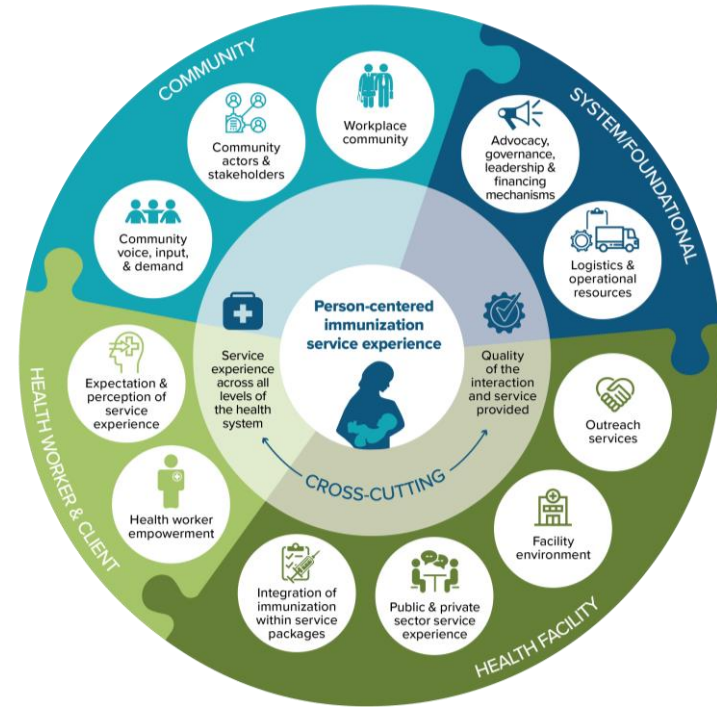 COMMUNITY
Workplace
community
Community
actors &
stakeholders
Community
voice, input,
& demand
SYSTEM/FOUNDATIONAL
Advocacy,
governance,
leadership &
financing
mechanisms
Logistics &
operational
resources
Person-centered
immunization
service experience
Service
experience
across all
levels of
the health
system
Quality
of the
interaction
and service
provided
CROSS-CUTTING
HEALTH WORKER & CLIENT
Expectation &
perception of
service
experience
Health worker
empowerment
HEALTH FACILITY
Outreach
services
Facility
environment
Public & private
sector service
experience
Integration of
immunization
within service
packages